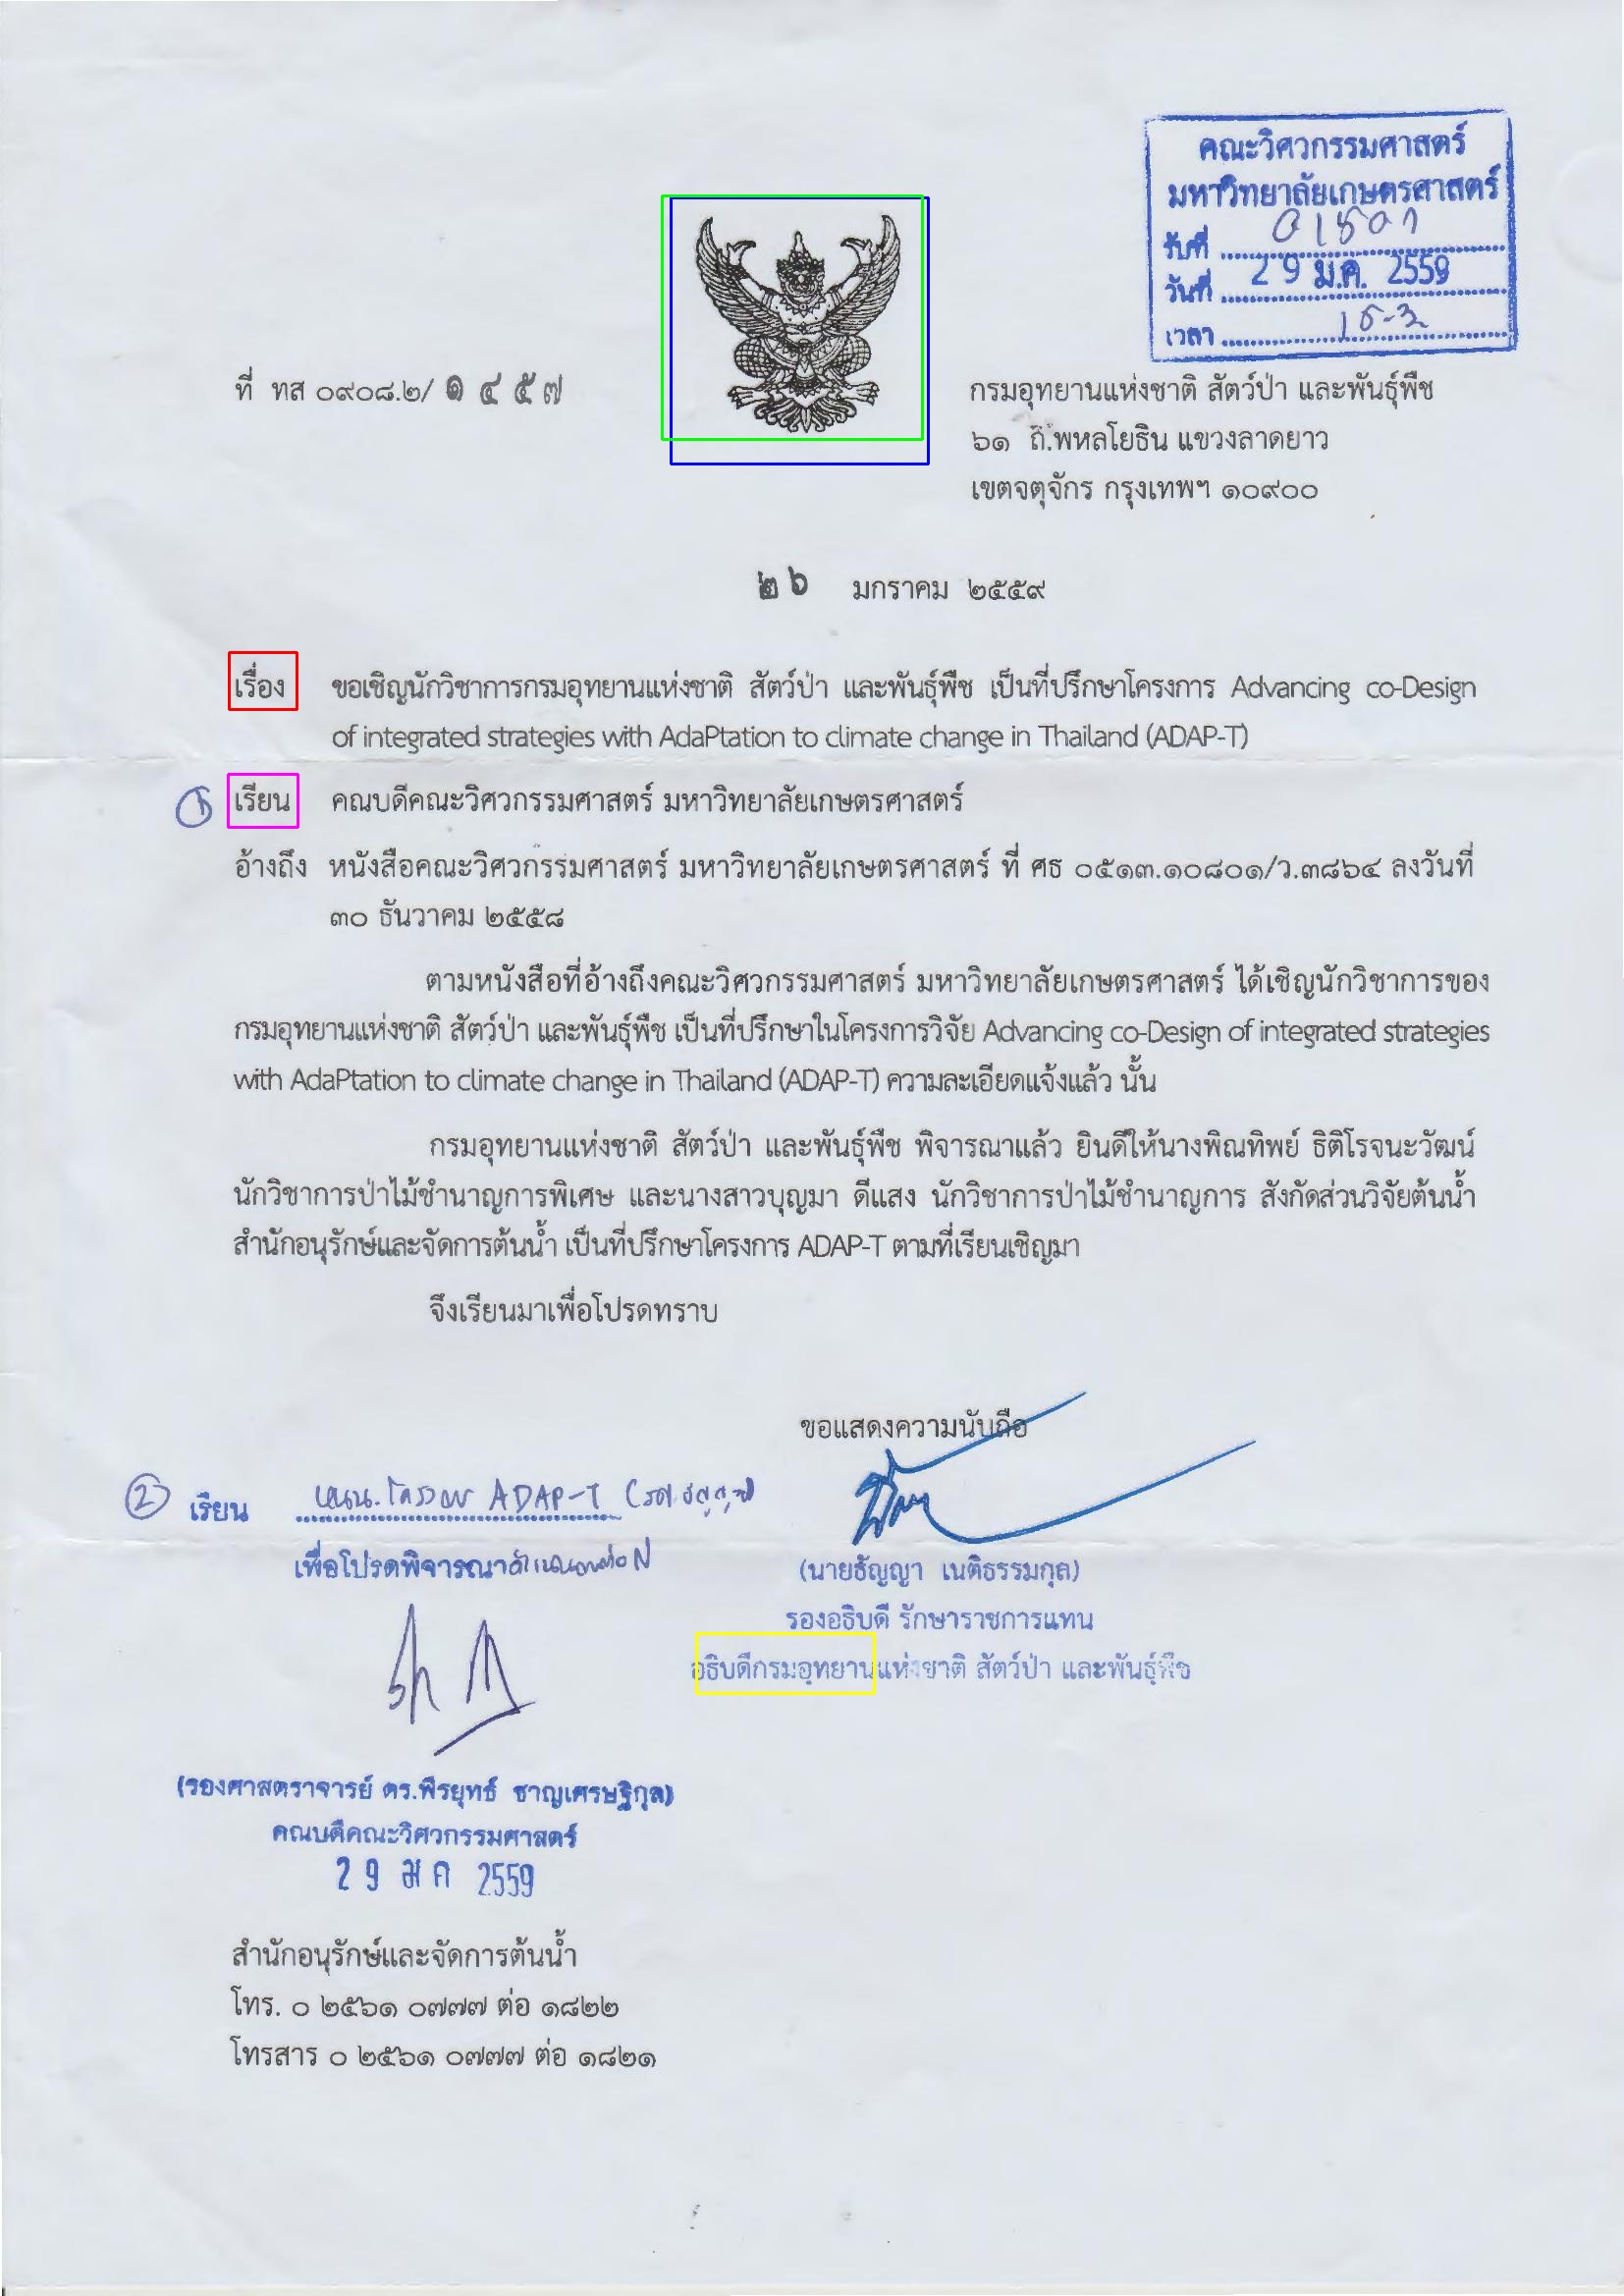 คณะวิศวกรรมศาสตร์
มหาวิทยาลัยเกษตรศาสตร์
รับที่
วันที่ 29 ม.ค. 2559
เวลา
ที่ ทส ๐๙๐๘.๒/ ๑๔๕๗
กรมอุทยานแห่งชาติ สัตว์ป่า และพันธุ์พืช
๖๑ ถ.พหลโยธิน แขวงลาดยาว
เขตจตุจักร กรุงเทพฯ ๑๐๙๐๐
๒๖ มกราคม ๒๕๕๙
เรื่อง ขอเชิญนักวิชาการกรมอุทยานแห่งชาติ สัตว์ป่า และพันธุ์พืช เป็นที่ปรึกษาโครงการ Advancing co-Design
of integrated strategies with AdaPtation to climate change in Thailand (ADAP-T)
เรียน คณบดีคณะวิศวกรรมศาสตร์ มหาวิทยาลัยเกษตรศาสตร์
อ้างถึง หนังสือคณะวิศวกรรมศาสตร์ มหาวิทยาลัยเกษตรศาสตร์ ที่ ศธ ๐๕๑๓.๑๐๘๐๑/ว.๓๘๖๔ ลงวันที่
๓๐ ธันวาคม ๒๕๕๘
ตามหนังสือที่อ้างถึงคณะวิศวกรรมศาสตร์ มหาวิทยาลัยเกษตรศาสตร์ ได้เชิญนักวิชาการของ
กรมอุทยานแห่งชาติ สัตว์ป่า และพันธุ์พืช เป็นที่ปรึกษาในโครงการวิจัย Advancing co-Design of integrated strategies
with AdaPtation to climate change in Thailand (ADAP-T) ความละเอียดแจ้งแล้ว นั้น
กรมอุทยานแห่งชาติ สัตว์ป่า และพันธุ์พืช พิจารณาแล้ว ยินดีให้นางพิณทิพย์ ธิติโรจนะวัฒน์
นักวิชาการป่าไม้ชำนาญการพิเศษ และนางสาวบุญมา ดีแสง นักวิชาการป่าไม้ชำนาญการ สังกัดส่วนวิจัยต้นน้ำ
สำนักอนุรักษ์และจัดการต้นน้ำ เป็นที่ปรึกษาโครงการ ADAP-T ตามที่เรียนเชิญมา
จึงเรียนมาเพื่อโปรดทราบ
ขอแสดงความนับถือ
(นายธัญญา เนติธรรมกุล)
รองอธิบดี รักษาราชการแทน
อธิบดีกรมอุทยานแห่งชาติ สัตว์ป่า และพันธุ์พืช
2 เรียน ADAP-T
เพื่อโปรดพิจารณา
(รองศาสตราจารย์ ดร.พีรยุทธ์ ชาญเศรษฐิกุล)
คณบดีคณะวิศวกรรมศาสตร์
29 ม ค 2559
สำนักอนุรักษ์และจัดการต้นน้ำ
โทร. ๐ ๒๕๖๑ ๐๗๗๗ ต่อ ๑๘๒๒
โทรสาร ๐ ๒๕๖๑ ๐๗๗๗ ต่อ ๑๘๒๑